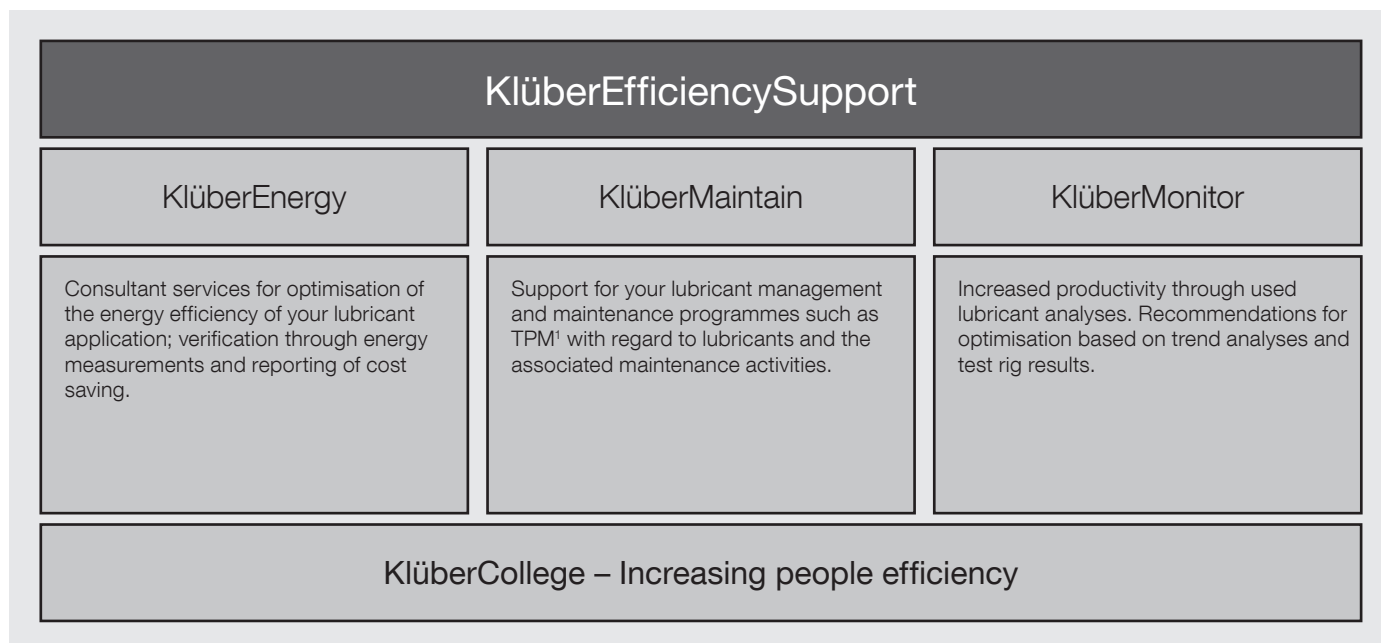 KlüberEfficiencySupport
KlüberEnergy
Consultant services for optimisation of
the energy efficiency of your lubricant
application; verification through energy
measurements and reporting of cost
saving.
KlüberMaintain
Support for your lubricant management
and maintenance programmes such as
TPM¹ with regard to lubricants and the
associated maintenance activities.
KlüberMonitor
Increased productivity through used
lubricant analyses. Recommendations for
optimisation based on trend analyses and
test rig results.
KlüberCollege – Increasing people efficiency